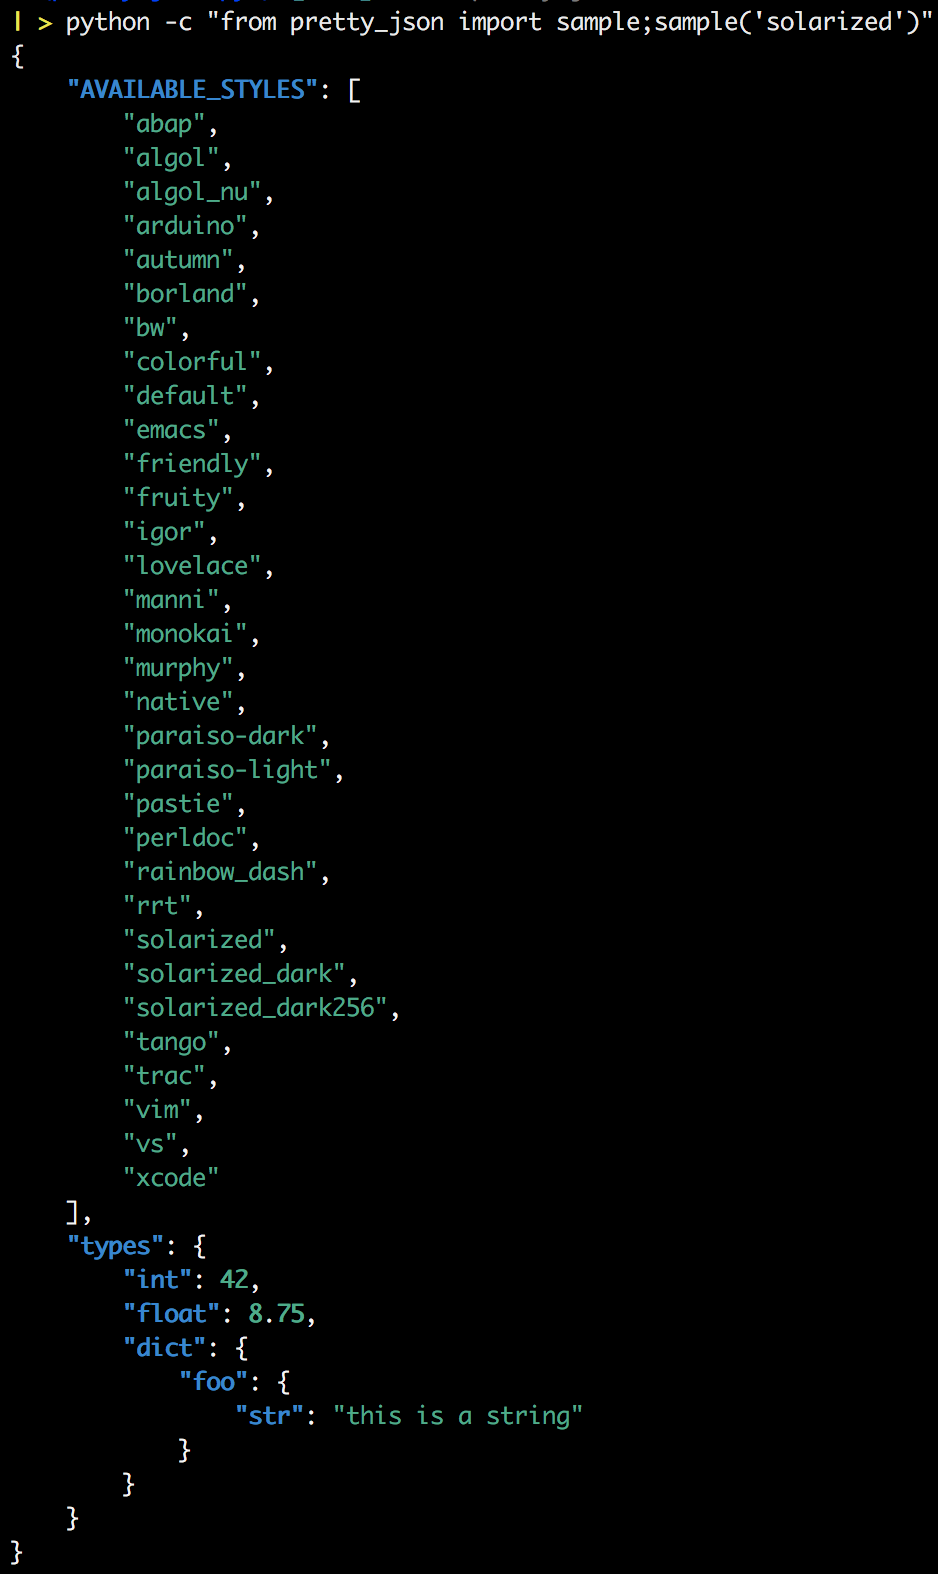 | > python -c "from pretty_json import sample;sample('solarized')"
{
    "AVAILABLE_STYLES": [
        "abap",
        "algol",
        "algol_nu",
        "arduino",
        "autumn",
        "borland",
        "bw",
        "colorful",
        "default",
        "emacs",
        "friendly",
        "fruity",
        "igor",
        "lovelace",
        "manni",
        "monokai",
        "murphy",
        "native",
        "paraiso-dark",
        "paraiso-light",
        "pastie",
        "perldoc",
        "rainbow_dash",
        "rrt",
        "solarized",
        "solarized_dark",
        "solarized_dark256",
        "tango",
        "trac",
        "vim",
        "vs",
        "xcode"
    ],
    "types": {
        "int": 42,
        "float": 8.75,
        "dict": {
            "foo": {
                "str": "this is a string"
            }
        }
    }
}